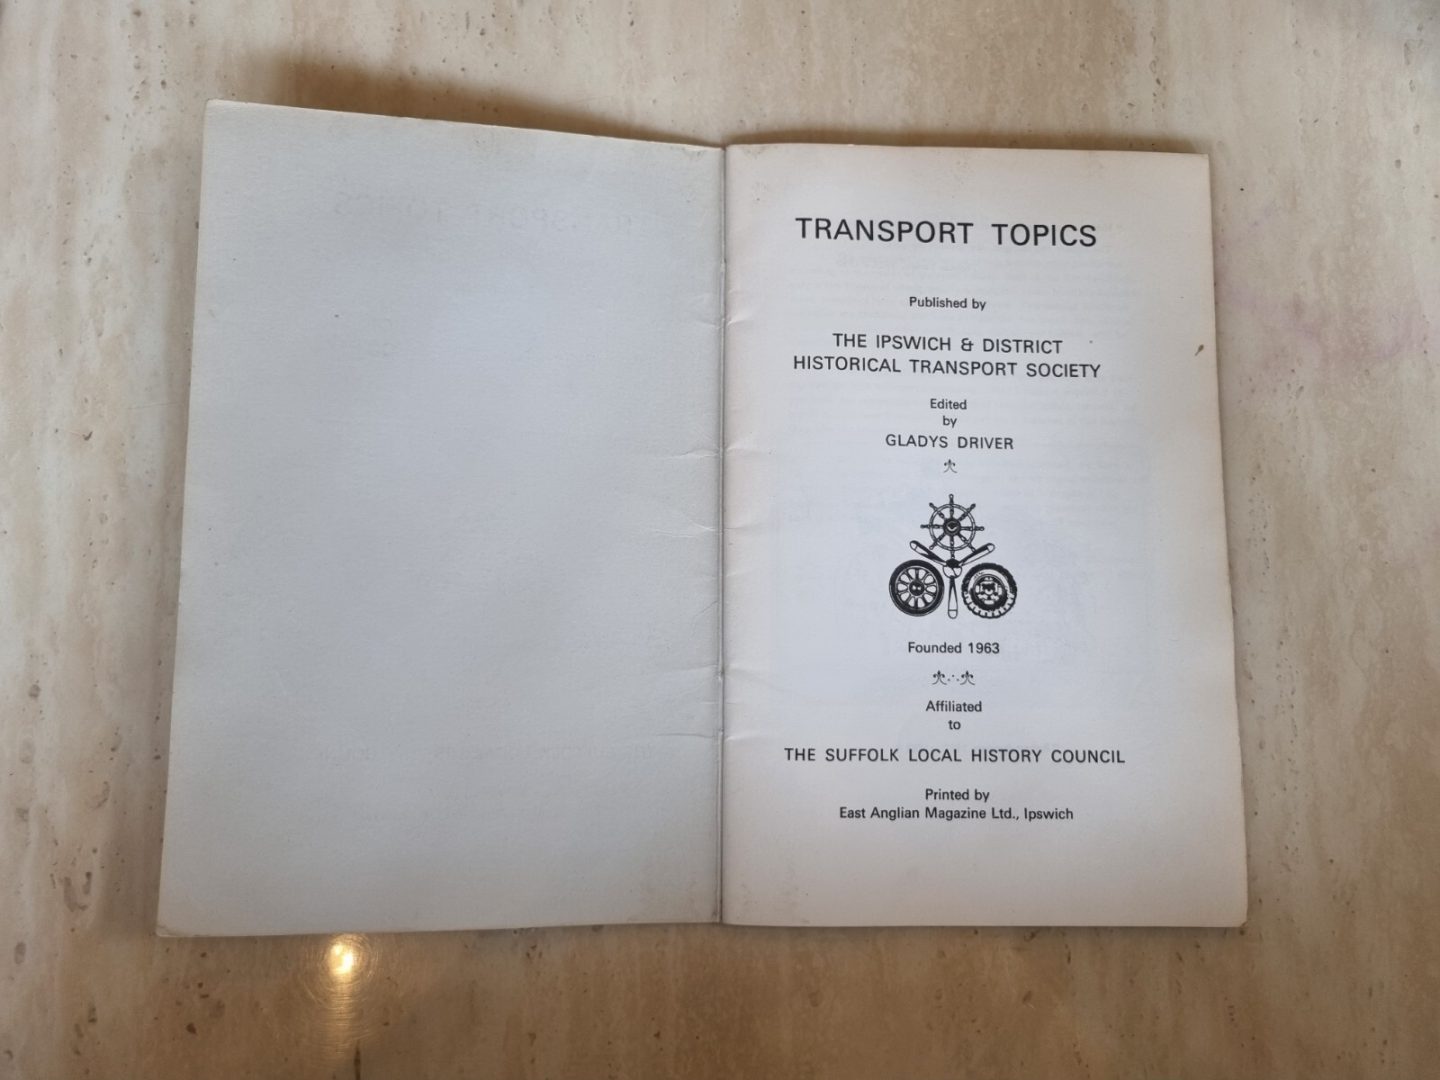 TRANSPORT TOPICS
Published by
THE IPSWICH & DISTRICT
HISTORICAL TRANSPORT SOCIETY
Edited
by
GLADYS DRIVER
Founded 1963
Affiliated
to
THE SUFFOLK LOCAL HISTORY COUNCIL
Printed by
East Anglian Magazine Ltd., Ipswich